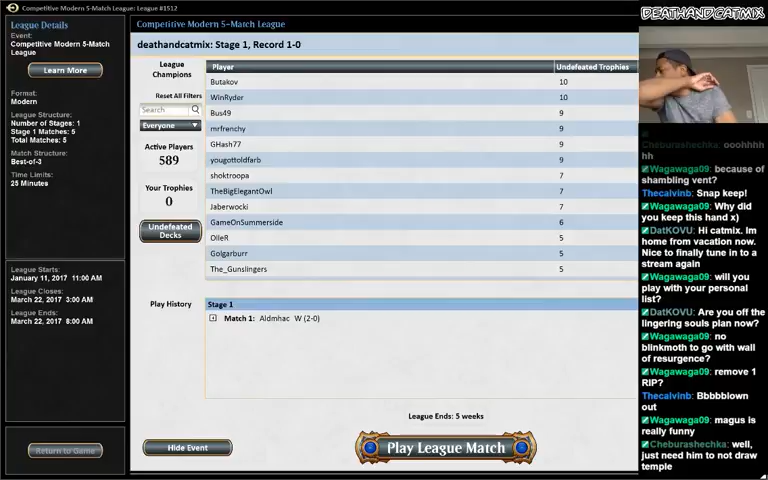 Competitive Modern 5-Match League: League #1512
DEATHANDCATMIX
League Details
Event:
Competitive Modern 5-Match
League
Learn More
Format:
Modern
League Structure:
Number of Stages: 1
Stage 1 Matches: 5
Total Matches: 5
Match Structure:
Best-of-3
Time Limits:
25 Minutes
League Starts:
January 11, 2017 11:00 AM
League Closes:
March 22, 2017 3:00 AM
League Ends:
March 22, 2017 8:00 AM
Return to Game
Competitive Modern 5-Match League
deathandcatmix: Stage 1, Record 1-0
League
Champions
Reset All Filters
Search
Everyone
Active Players
589
Your Trophies
0
Undefeated
Decks
Player Undefeated Trophies
Butakov 10
WinRyder 10
Bus49 9
mrfrenchy 9
GHash77 9
yougottoldfarb 9
shoktroopa 7
TheBigElegantOwl 7
Jaberwocki 7
GameOnSummerside 6
OlleR 5
Golgarburr 5
The_Gunslingers 5
Play History
Stage 1
Match 1: Aldmhac W (2-0)
League Ends: 5 weeks
Hide Event
Play League Match
Cheburashechka: ooohhhh
hh
Wagawaga09: because of
shambling vent?
Thecalvinb: Snap keep!
Wagawaga09: Why did
you keep this hand x)
DatKOVU: Hi catmix. Im
home from vacation now.
Nice to finally tune in to a
stream again
Wagawaga09: will you
play with your personal
list?
DatKOVU: Are you off the
lingering souls plan now?
Wagawaga09: no
blinkmoth to go with wall
of resurgence?
Wagawaga09: remove 1
RIP?
Thecalvinb: Bbbbblown
out
Wagawaga09: magus is
really funny
Cheburashechka: well,
just need him to not draw
temple